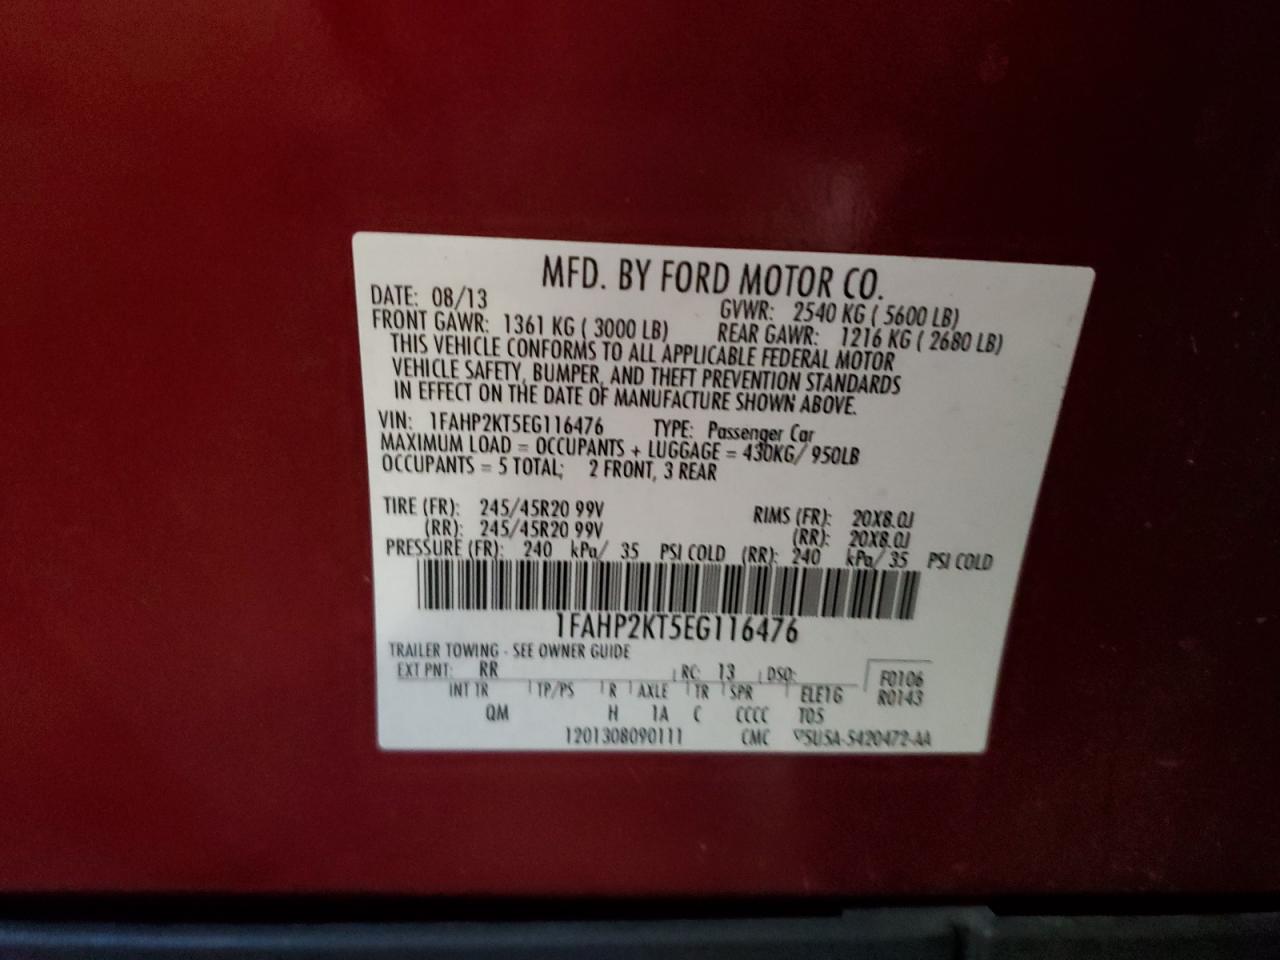 MFD. BY FORD MOTOR CO.
DATE: 08/13 GVWR: 2540 KG ( 5600 LB)
FRONT GAWR: 1361 KG ( 3000 LB) REAR GAWR: 1216 KG ( 2680 LB)
THIS VEHICLE CONFORMS TO ALL APPLICABLE FEDERAL MOTOR
VEHICLE SAFETY, BUMPER, AND THEFT PREVENTION STANDARDS
IN EFFECT ON THE DATE OF MANUFACTURE SHOWN ABOVE.
VIN: 1FAHP2KT5EG116476 TYPE: Passenger Car
MAXIMUM LOAD = OCCUPANTS + LUGGAGE = 430KG/ 950LB
OCCUPANTS = 5 TOTAL; 2 FRONT, 3 REAR
TIRE (FR): 245/45R20 99V RIMS (FR): 20X8.0J
(RR): 245/45R20 99V (RR): 20X8.0J
PRESSURE (FR): 240 kPa/ 35 PSI COLD (RR): 240 kPa/ 35 PSI COLD
1FAHP2KT5EG116476
TRAILER TOWING - SEE OWNER GUIDE
EXT PNT: RR RC: 13 DSO: F0106
INT TR TP/PS R AXLE TR SPR ELE1G R0143
QM H 1A C CCCC T05
1201308090111 CMC 5U5A-5420472-AA